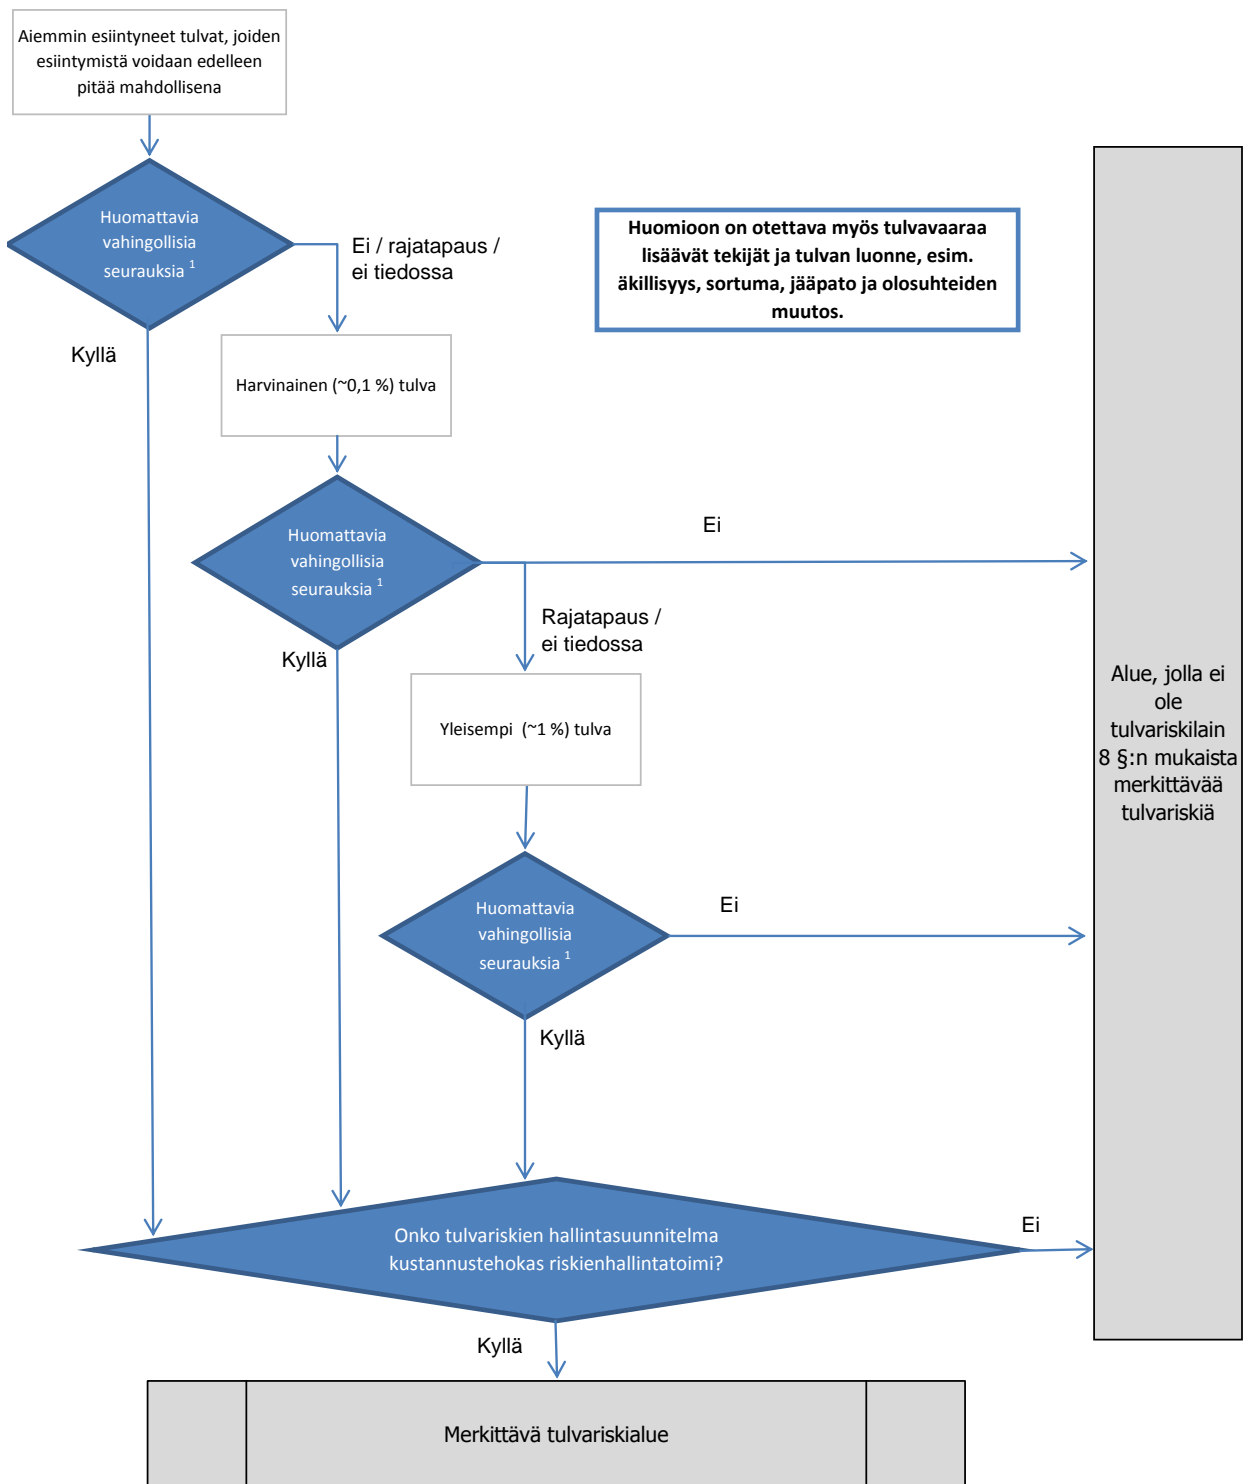 Aiemmin esiintyneet tulvat, joiden
esiintymistä voidaan edelleen
pitää mahdollisena
Huomattavia
vahingollisia
seurauksia 1
Ei / rajatapaus /
ei tiedossa
Huomioon on otettava myös tulvavaaraa
lisäävät tekijät ja tulvan luonne, esim.
äkillisyys, sortuma, jääpato ja olosuhteiden
muutos.
Kyllä
Harvinainen (~0,1 %) tulva
Huomattavia
vahingollisia
seurauksia 1
Ei
Rajatapaus /
ei tiedossa
Kyllä
Yleisempi (~1 %) tulva
Alue, jolla ei
ole
tulvariskilain
8 §:n mukaista
merkittävää
tulvariskiä
Huomattavia
vahingollisia
seurauksia 1
Ei
Kyllä
Onko tulvariskien hallintasuunnitelma
kustannustehokas riskienhallintatoimi?
Ei
Kyllä
Merkittävä tulvariskialue